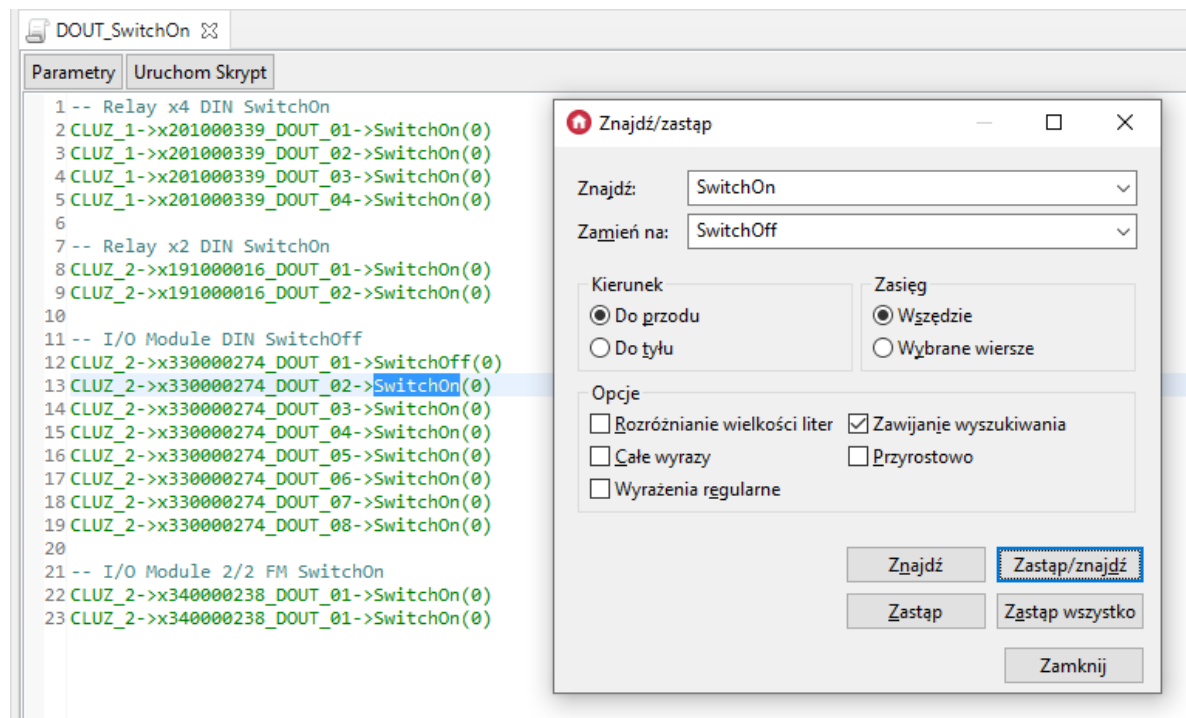 DOUT_SwitchOn
Parametry Uruchom Skrypt
1 -- Relay x4 DIN SwitchOn
2 CLUZ_1->x201000339_DOUT_01->SwitchOn(0)
3 CLUZ_1->x201000339_DOUT_02->SwitchOn(0)
4 CLUZ_1->x201000339_DOUT_03->SwitchOn(0)
5 CLUZ_1->x201000339_DOUT_04->SwitchOn(0)
6
7 -- Relay x2 DIN SwitchOn
8 CLUZ_2->x191000016_DOUT_01->SwitchOn(0)
9 CLUZ_2->x191000016_DOUT_02->SwitchOn(0)
10
11 -- I/O Module DIN SwitchOff
12 CLUZ_2->x330000274_DOUT_01->SwitchOff(0)
13 CLUZ_2->x330000274_DOUT_02->SwitchOn(0)
14 CLUZ_2->x330000274_DOUT_03->SwitchOn(0)
15 CLUZ_2->x330000274_DOUT_04->SwitchOn(0)
16 CLUZ_2->x330000274_DOUT_05->SwitchOn(0)
17 CLUZ_2->x330000274_DOUT_06->SwitchOn(0)
18 CLUZ_2->x330000274_DOUT_07->SwitchOn(0)
19 CLUZ_2->x330000274_DOUT_08->SwitchOn(0)
20
21 -- I/O Module 2/2 FM SwitchOn
22 CLUZ_2->x340000238_DOUT_01->SwitchOn(0)
23 CLUZ_2->x340000238_DOUT_01->SwitchOn(0)
Znajdź/zastąp
Znajdź: SwitchOn
Zamień na: SwitchOff
Kierunek
Do przodu
Do tyłu
Zasięg
Wszędzie
Wybrane wiersze
Opcje
Rozróżnianie wielkości liter Zawijanie wyszukiwania
Całe wyrazy Przyrostowo
Wyrażenia regularne
Znajdź Zastąp/znajdź
Zastąp Zastąp wszystko
Zamknij